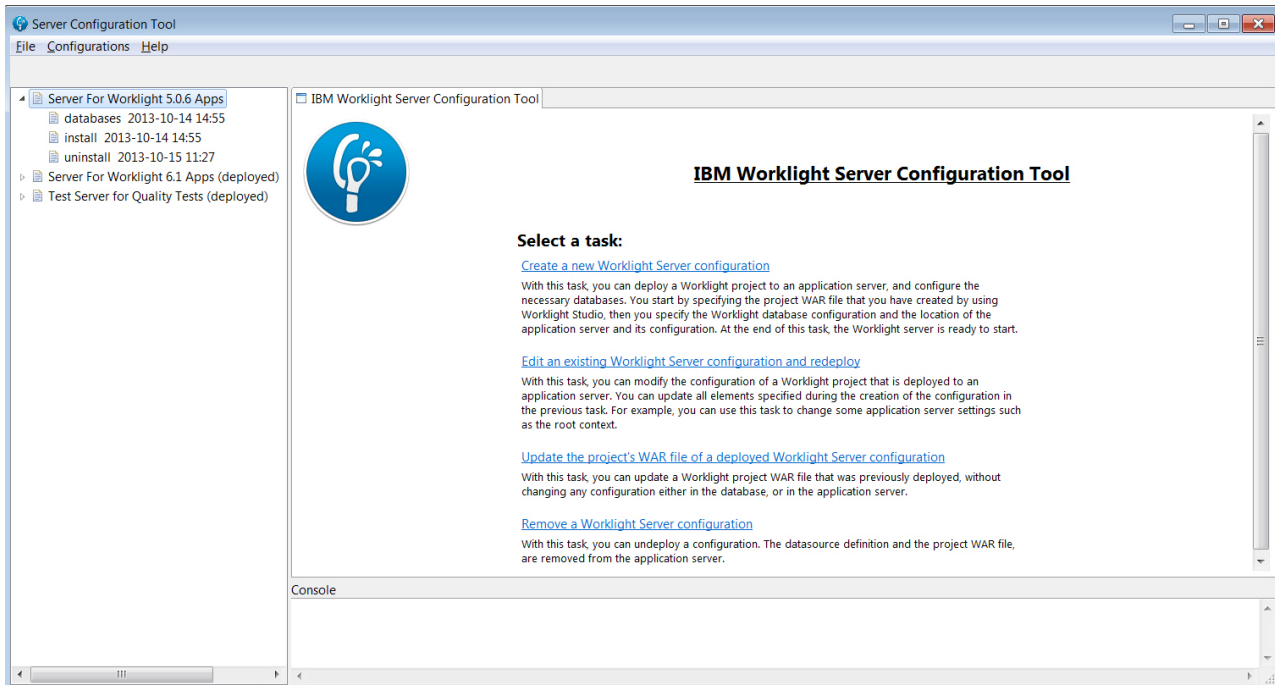 Server Configuration Tool
File Configurations Help
Server For Worklight 5.0.6 Apps
databases 2013-10-14 14:55
install 2013-10-14 14:55
uninstall 2013-10-15 11:27
Server For Worklight 6.1 Apps (deployed)
Test Server for Quality Tests (deployed)
IBM Worklight Server Configuration Tool
IBM Worklight Server Configuration Tool
Select a task:
Create a new Worklight Server configuration
With this task, you can deploy a Worklight project to an application server, and configure the
necessary databases. You start by specifying the project WAR file that you have created by using
Worklight Studio, then you specify the Worklight database configuration and the location of the
application server and its configuration. At the end of this task, the Worklight server is ready to start.
Edit an existing Worklight Server configuration and redeploy
With this task, you can modify the configuration of a Worklight project that is deployed to an
application server. You can update all elements specified during the creation of the configuration in
the previous task. For example, you can use this task to change some application server settings such
as the root context.
Update the project's WAR file of a deployed Worklight Server configuration
With this task, you can update a Worklight project WAR file that was previously deployed, without
changing any configuration either in the database, or in the application server.
Remove a Worklight Server configuration
With this task, you can undeploy a configuration. The datasource definition and the project WAR file,
are removed from the application server.
Console